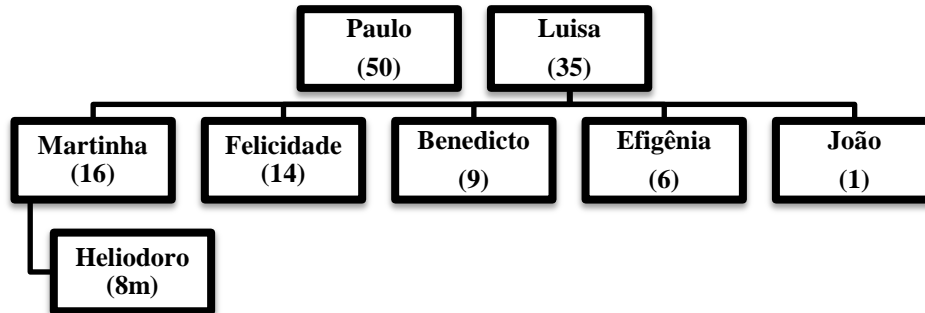 Paulo
(50)
Luisa
(35)
Martinha
(16)
Felicidade
(14)
Benedicto
(9)
Efigênia
(6)
João
(1)
Heliodoro
(8m)